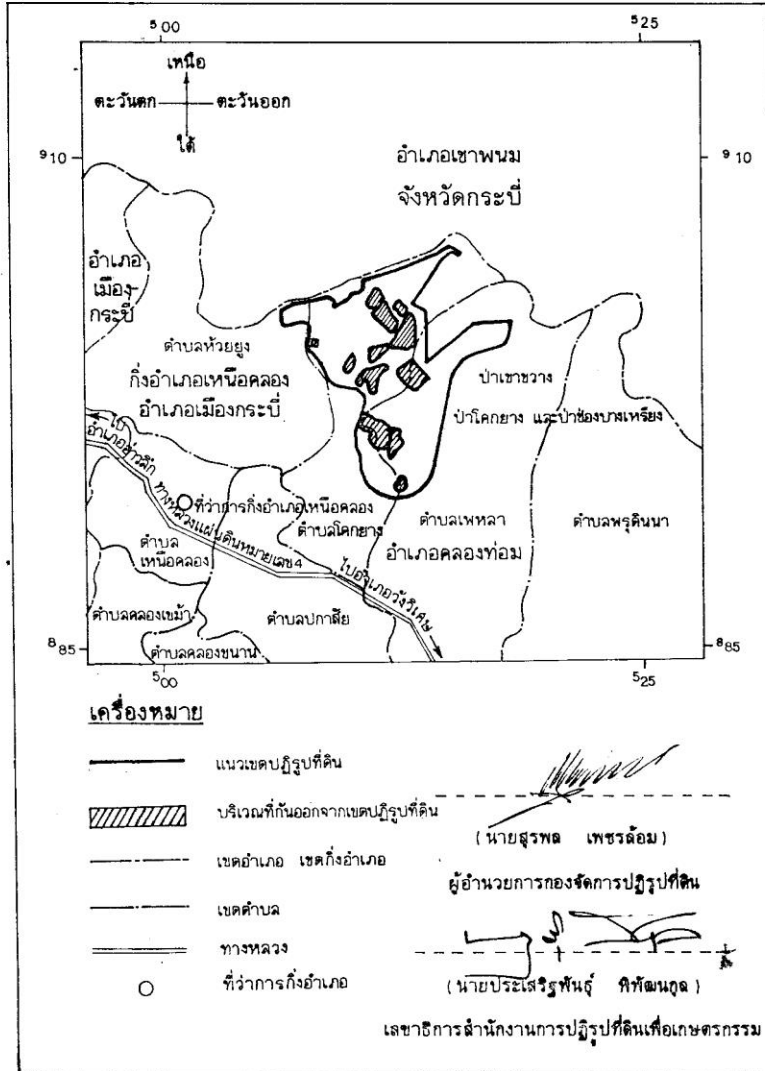 500 525
เหนือ
ตะวันตก ตะวันออก
ใต้
910 910
อำเภอเขาพนม
จังหวัดกระบี่
อำเภอ
เมือง-
กระบี่
ตำบลห้วยยูง
กิ่งอำเภอเหนือคลอง
อำเภอเมืองกระบี่
ป่าเขาขวาง
ป่าโคกยาง และป่าช่องบางเหรียง
ไป
อำเภออ่าวลึก
ทางหลวงแผ่นดินหมายเลข4
ที่ว่าการกิ่งอำเภอเหนือคลอง
ตำบลโคกยาง
ตำบลเพหลา
อำเภอคลองท่อม
ตำบลพรุดินนา
ตำบล
เหนือคลอง
ไปอำเภอวังวิเศษ
ตำบลคลองเขม้า
ตำบลปกาสัย
ตำบลคลองขนาน
885 885
500 525
เครื่องหมาย
แนวเขตปฏิรูปที่ดิน
บริเวณที่กันออกจากเขตปฏิรูปที่ดิน
เขตอำเภอ เขตกิ่งอำเภอ
เขตตำบล
ทางหลวง
ที่ว่าการกิ่งอำเภอ
(นายสุรพล เพชรล้อม)
ผู้อำนวยการกองจัดการปฏิรูปที่ดิน
(นายประเสริฐพันธุ์ พิพัฒนกุล)
เลขาธิการสำนักงานการปฏิรูปที่ดินเพื่อเกษตรกรรม